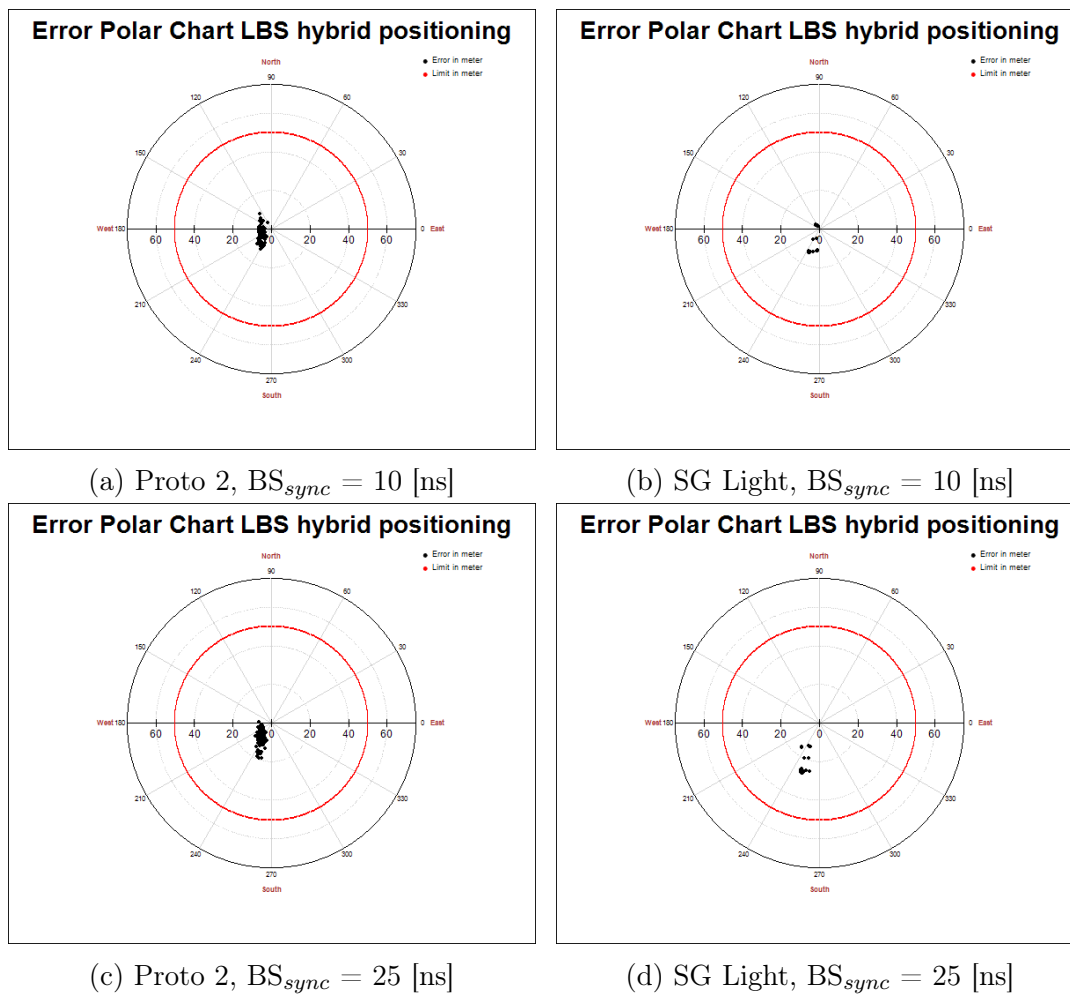 Error Polar Chart LBS hybrid positioning
Error in meter
Limit in meter
North
90
120 60
150 30
West 180 0 East
60 40 20 0 20 40 60
210 330
240 300
270
South
(a) Proto 2, BS_sync = 10 [ns]
Error Polar Chart LBS hybrid positioning
Error in meter
Limit in meter
North
90
120 60
150 30
West 180 0 East
60 40 20 0 20 40 60
210 330
240 300
270
South
(b) SG Light, BS_sync = 10 [ns]
Error Polar Chart LBS hybrid positioning
Error in meter
Limit in meter
North
90
120 60
150 30
West 180 0 East
60 40 20 0 20 40 60
210 330
240 300
270
South
(c) Proto 2, BS_sync = 25 [ns]
Error Polar Chart LBS hybrid positioning
Error in meter
Limit in meter
North
90
120 60
150 30
West 180 0 East
60 40 20 0 20 40 60
210 330
240 300
270
South
(d) SG Light, BS_sync = 25 [ns]